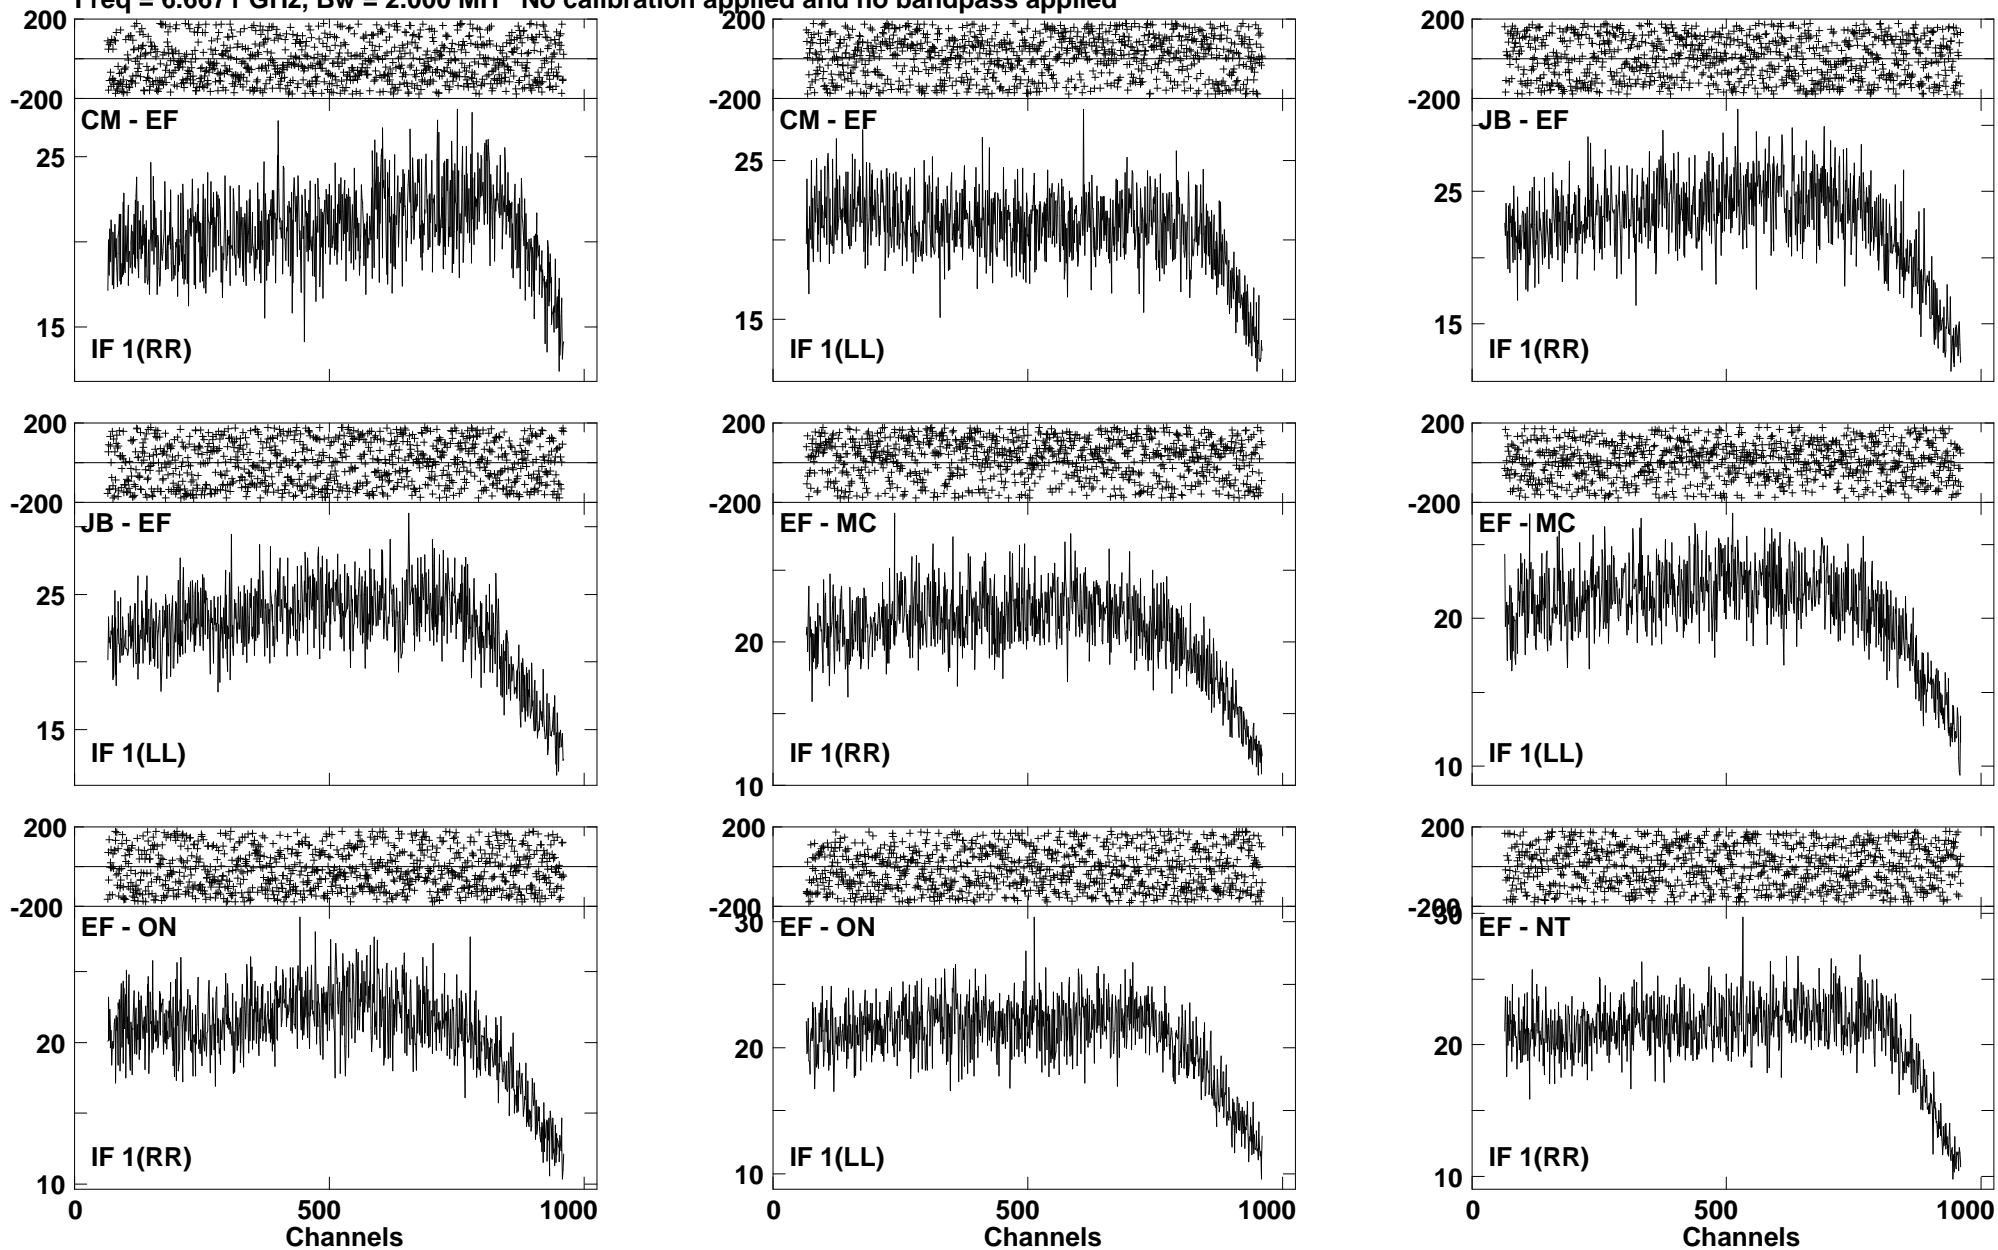 No calibration applied and no bandpass applied
200 200 200
-200 -200 -200
CM - EF CM - EF JB - EF
25 25 25
15 15 15
IF 1(RR) IF 1(LL) IF 1(RR)
200 200 200
-200 -200 -200
JB - EF EF - MC EF - MC
25 20 20
15 10 10
IF 1(LL) IF 1(RR) IF 1(LL)
200 200 200
-200 -200 -200
30 30
EF - ON EF - ON EF - NT
20 20 20
IF 1(RR) IF 1(LL) IF 1(RR)
10 10 10
0 500 1000 0 500 1000 0 500 1000
Channels Channels Channels